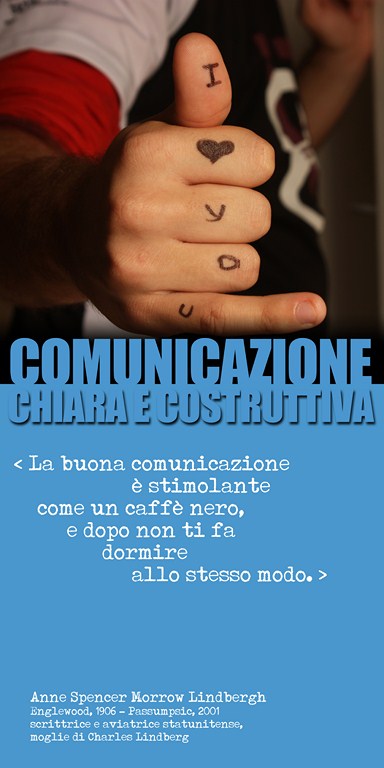 I
♥
y
o
u
COMUNICAZIONE
CHIARA E COSTRUTTIVA
< La buona comunicazione
è stimolante
come un caffè nero,
e dopo non ti fa
dormire
allo stesso modo. >
Anne Spencer Morrow Lindbergh
Englewood, 1906 – Passumpsic, 2001
scrittrice e aviatrice statunitense,
moglie di Charles Lindberg